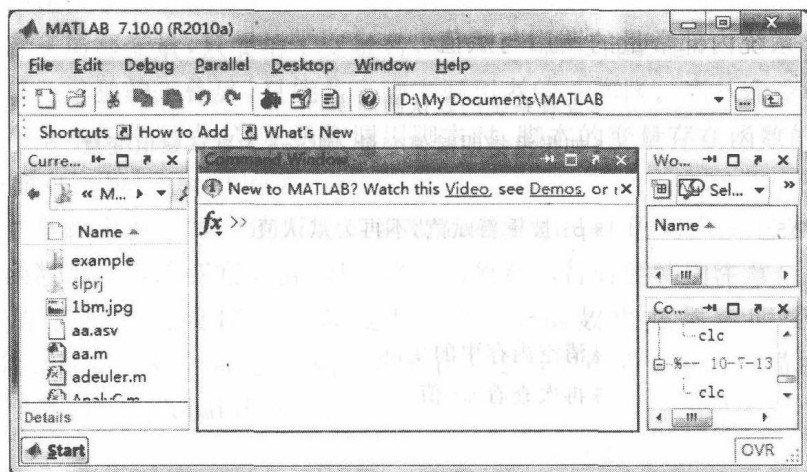 MATLAB 7.10.0 (R2010a)
File Edit Debug Parallel Desktop Window Help
D:\My Documents\MATLAB
Shortcuts How to Add What's New
Curre...
Command Window
Wo...
« M...
New to MATLAB? Watch this Video, see Demos, or
Sel...
»
Name
fx >>
Name
example
slprj
1bm.jpg
aa.asv
aa.m
adeuler.m
Co...
clc
%-- 10-7-13
clc
Details
Start
OVR